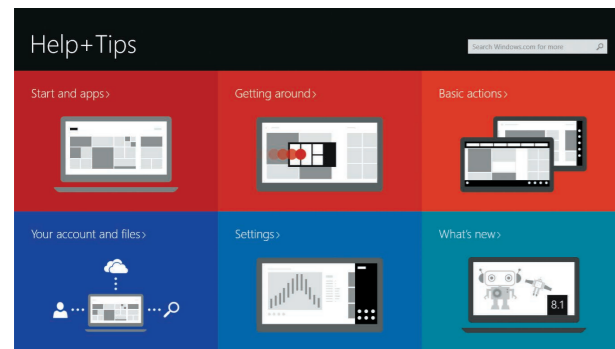 Help+Tips
Search Windows.com for more
Start and apps›
Getting around›
Basic actions›
Your account and files›
Settings›
What's new›
8.1